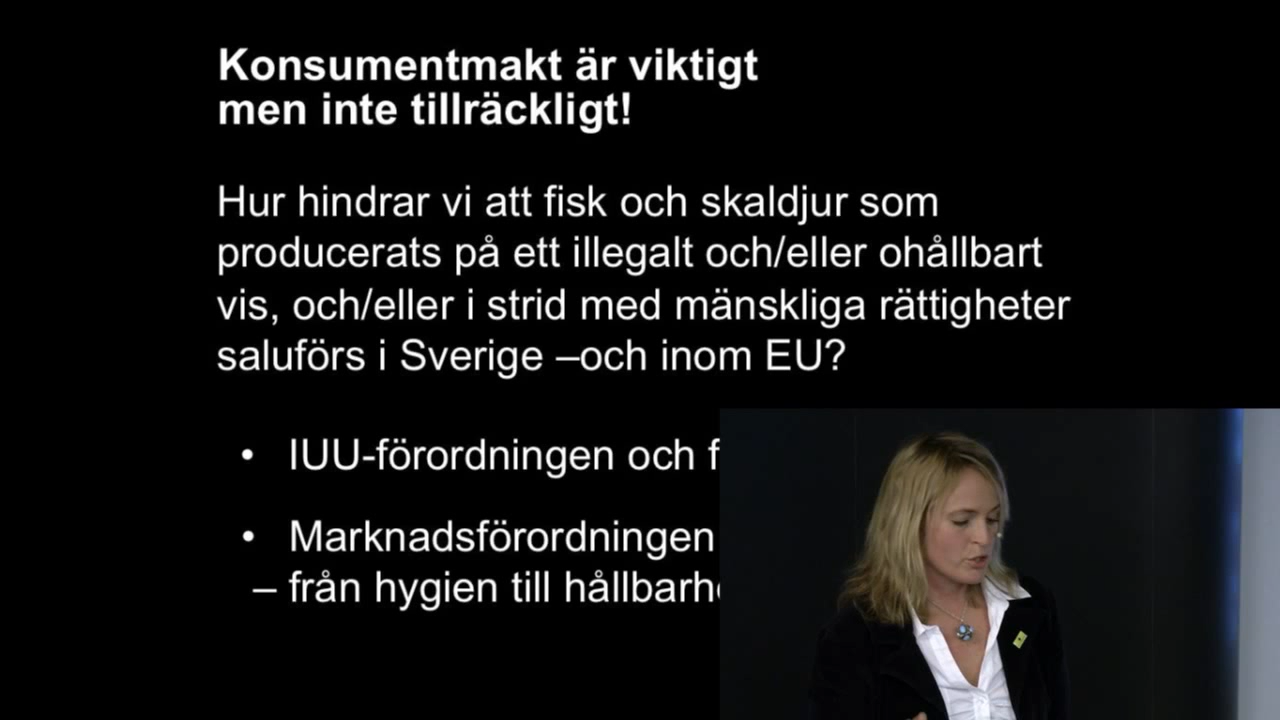 Konsumentmakt är viktigt
men inte tillräckligt!
Hur hindrar vi att fisk och skaldjur som
producerats på ett illegalt och/eller ohållbart
vis, och/eller i strid med mänskliga rättigheter
saluförs i Sverige –och inom EU?
• IUU-förordningen och
• Marknadsförordningen
– från hygien till